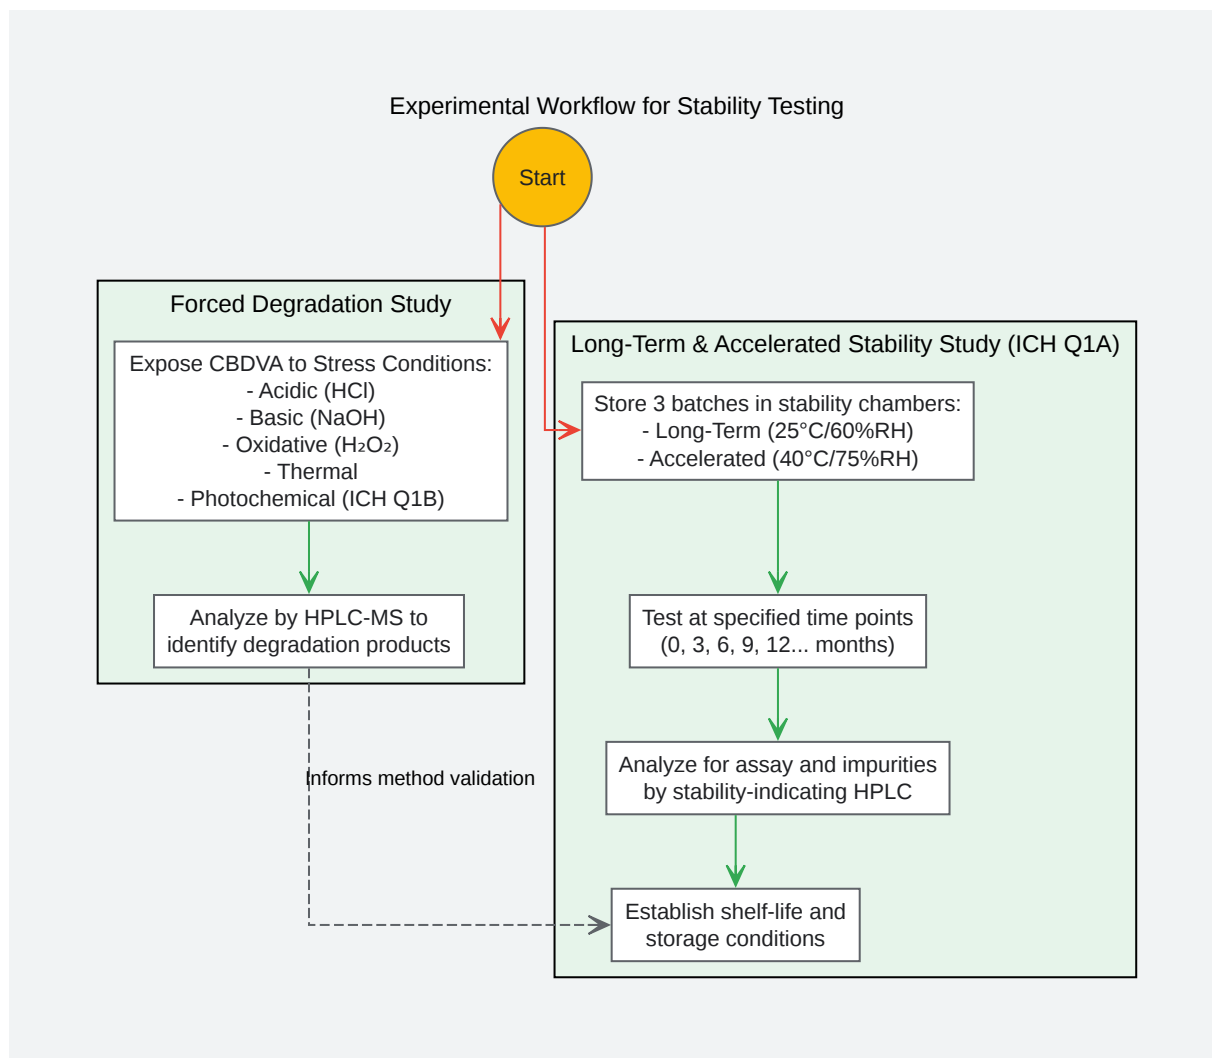 Experimental Workflow for Stability Testing
Start
Forced Degradation Study
Expose CBDVA to Stress Conditions:
- Acidic (HCl)
- Basic (NaOH)
- Oxidative (H₂O₂)
- Thermal
- Photochemical (ICH Q1B)
Analyze by HPLC-MS to
identify degradation products
Informs method validation
Long-Term & Accelerated Stability Study (ICH Q1A)
Store 3 batches in stability chambers:
- Long-Term (25°C/60%RH)
- Accelerated (40°C/75%RH)
Test at specified time points
(0, 3, 6, 9, 12... months)
Analyze for assay and impurities
by stability-indicating HPLC
Establish shelf-life and
storage conditions